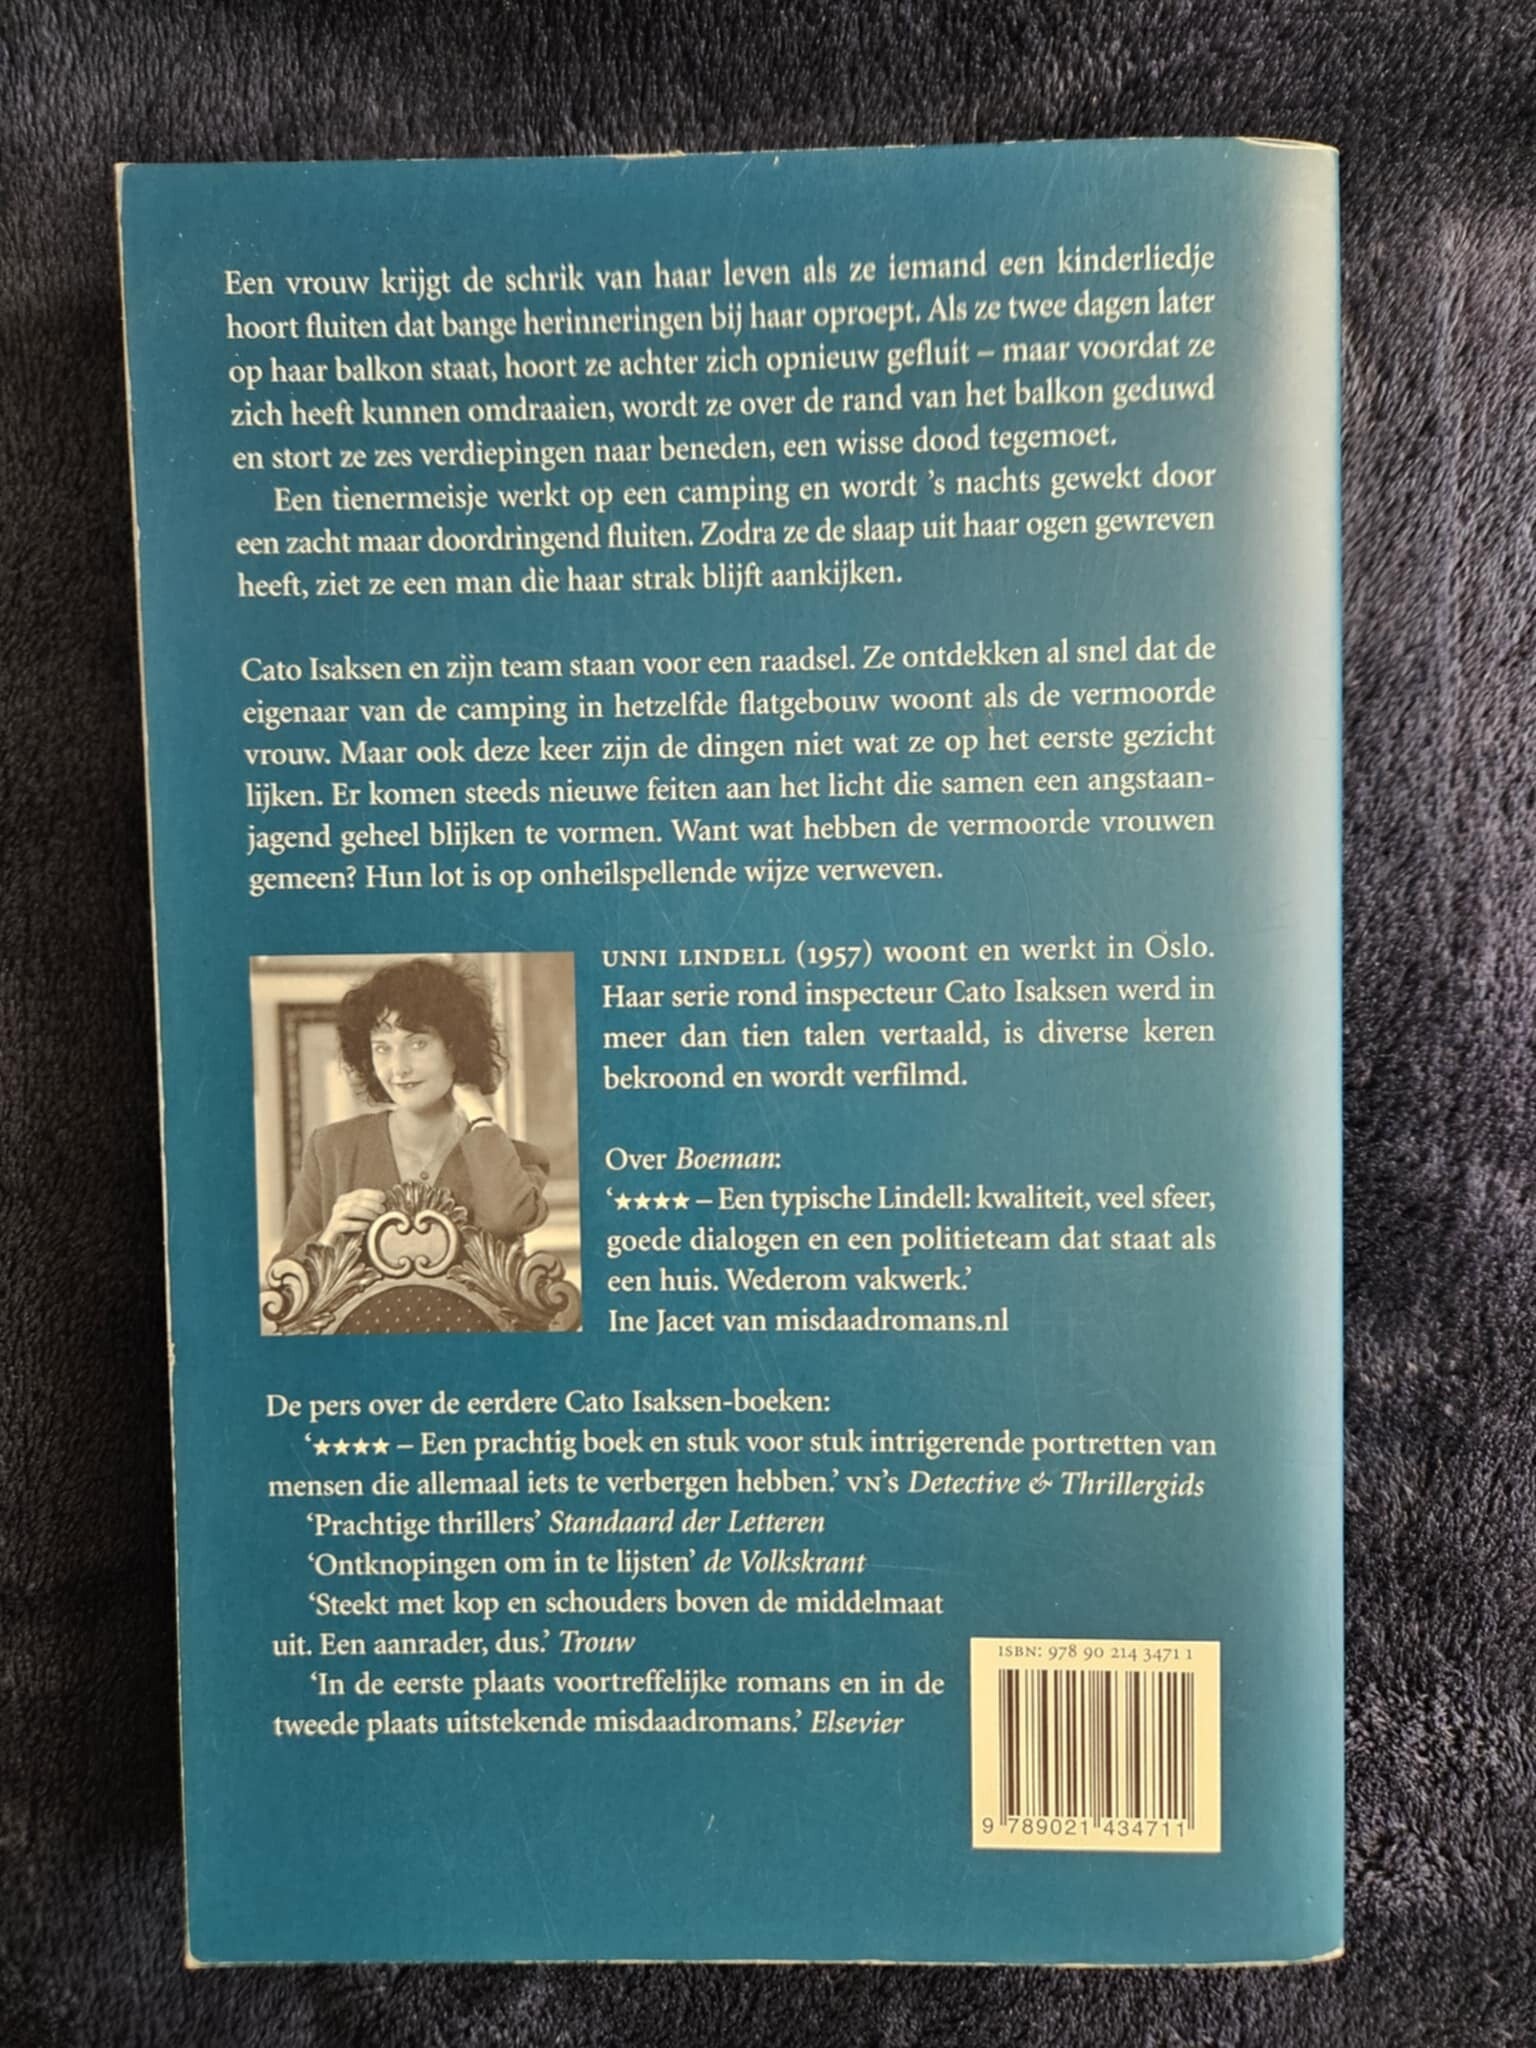 Een vrouw krijgt de schrik van haar leven als ze iemand een kinderliedje
hoort fluiten dat bange herinneringen bij haar oproept. Als ze twee dagen later
op haar balkon staat, hoort ze achter zich opnieuw gefluit – maar voordat ze
zich heeft kunnen omdraaien, wordt ze over de rand van het balkon geduwd
en stort ze zes verdiepingen naar beneden, een wisse dood tegemoet.
Een tienermeisje werkt op een camping en wordt ’s nachts gewekt door
een zacht maar doordringend fluiten. Zodra ze de slaap uit haar ogen gewreven
heeft, ziet ze een man die haar strak blijft aankijken.
Cato Isaksen en zijn team staan voor een raadsel. Ze ontdekken al snel dat de
eigenaar van de camping in hetzelfde flatgebouw woont als de vermoorde
vrouw. Maar ook deze keer zijn de dingen niet wat ze op het eerste gezicht
lijken. Er komen steeds nieuwe feiten aan het licht die samen een angstaan-
jagend geheel blijken te vormen. Want wat hebben de vermoorde vrouwen
gemeen? Hun lot is op onheilspellende wijze verweven.
UNNI LINDELL (1957) woont en werkt in Oslo.
Haar serie rond inspecteur Cato Isaksen werd in
meer dan tien talen vertaald, is diverse keren
bekroond en wordt verfilmd.
Over Boeman:
‘★★★★ – Een typische Lindell: kwaliteit, veel sfeer,
goede dialogen en een politieteam dat staat als
een huis. Wederom vakwerk.’
Ine Jacet van misdaadromans.nl
De pers over de eerdere Cato Isaksen-boeken:
‘★★★★ – Een prachtig boek en stuk voor stuk intrigerende portretten van
mensen die allemaal iets te verbergen hebben.’ VN’s Detective & Thrillergids
‘Prachtige thrillers’ Standaard der Letteren
‘Ontknopingen om in te lijsten’ de Volkskrant
‘Steekt met kop en schouders boven de middelmaat
uit. Een aanrader, dus.’ Trouw
‘In de eerste plaats voortreffelijke romans en in de
tweede plaats uitstekende misdaadromans.’ Elsevier
ISBN: 978 90 214 3471 1
9 789021 434711